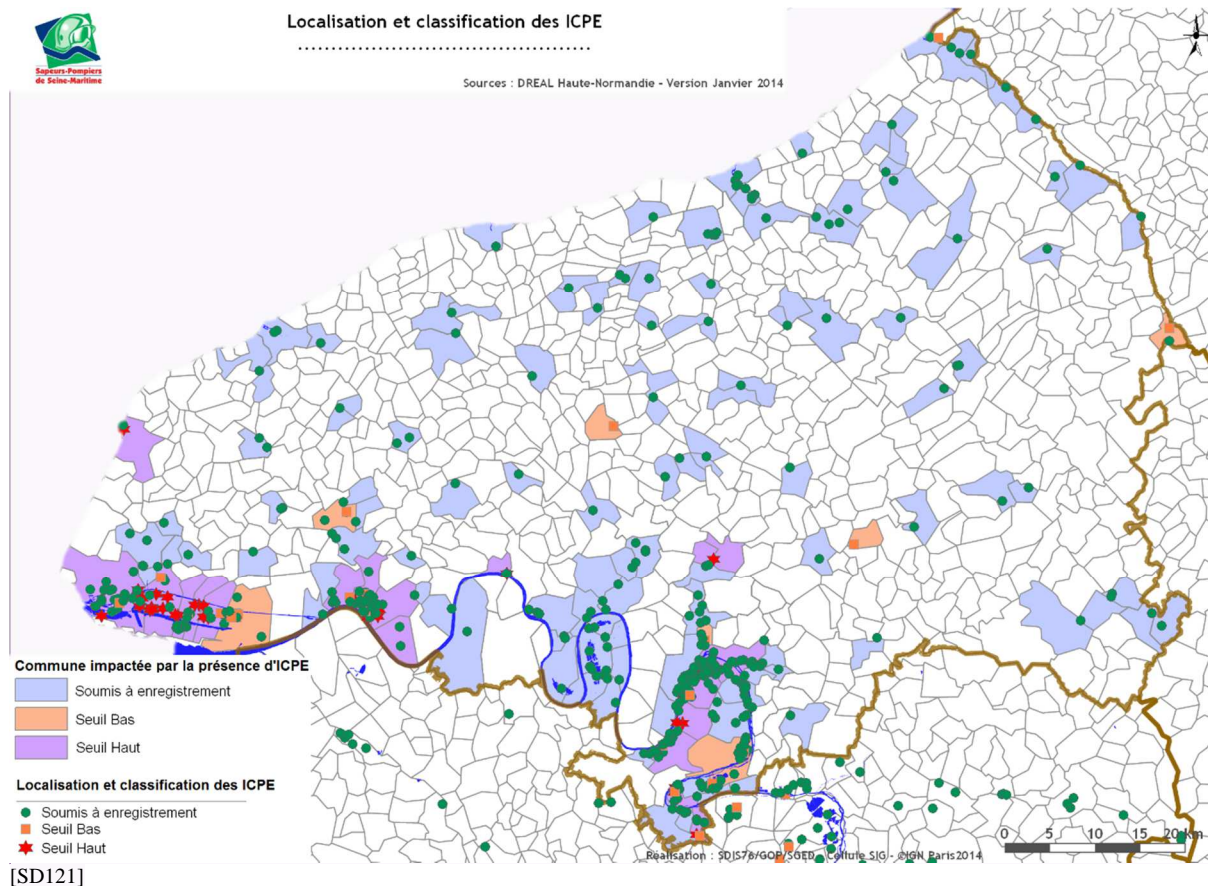 Localisation et classification des ICPE
Sapeurs-Pompiers
de Seine-Maritime
Sources : DREAL Haute-Normandie - Version Janvier 2014
Commune impactée par la présence d'ICPE
Soumis à enregistrement
Seuil Bas
Seuil Haut
Localisation et classification des ICPE
Soumis à enregistrement
Seuil Bas
Seuil Haut
0 5 10 15 20 km
Réalisation : SDIS76/GOP/SGED - Cellule SIG - ©IGN Paris2014
[SD121]